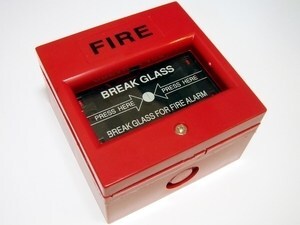 FIRE
BREAK GLASS
PRESS HERE PRESS HERE
BREAK GLASS FOR FIRE ALARM